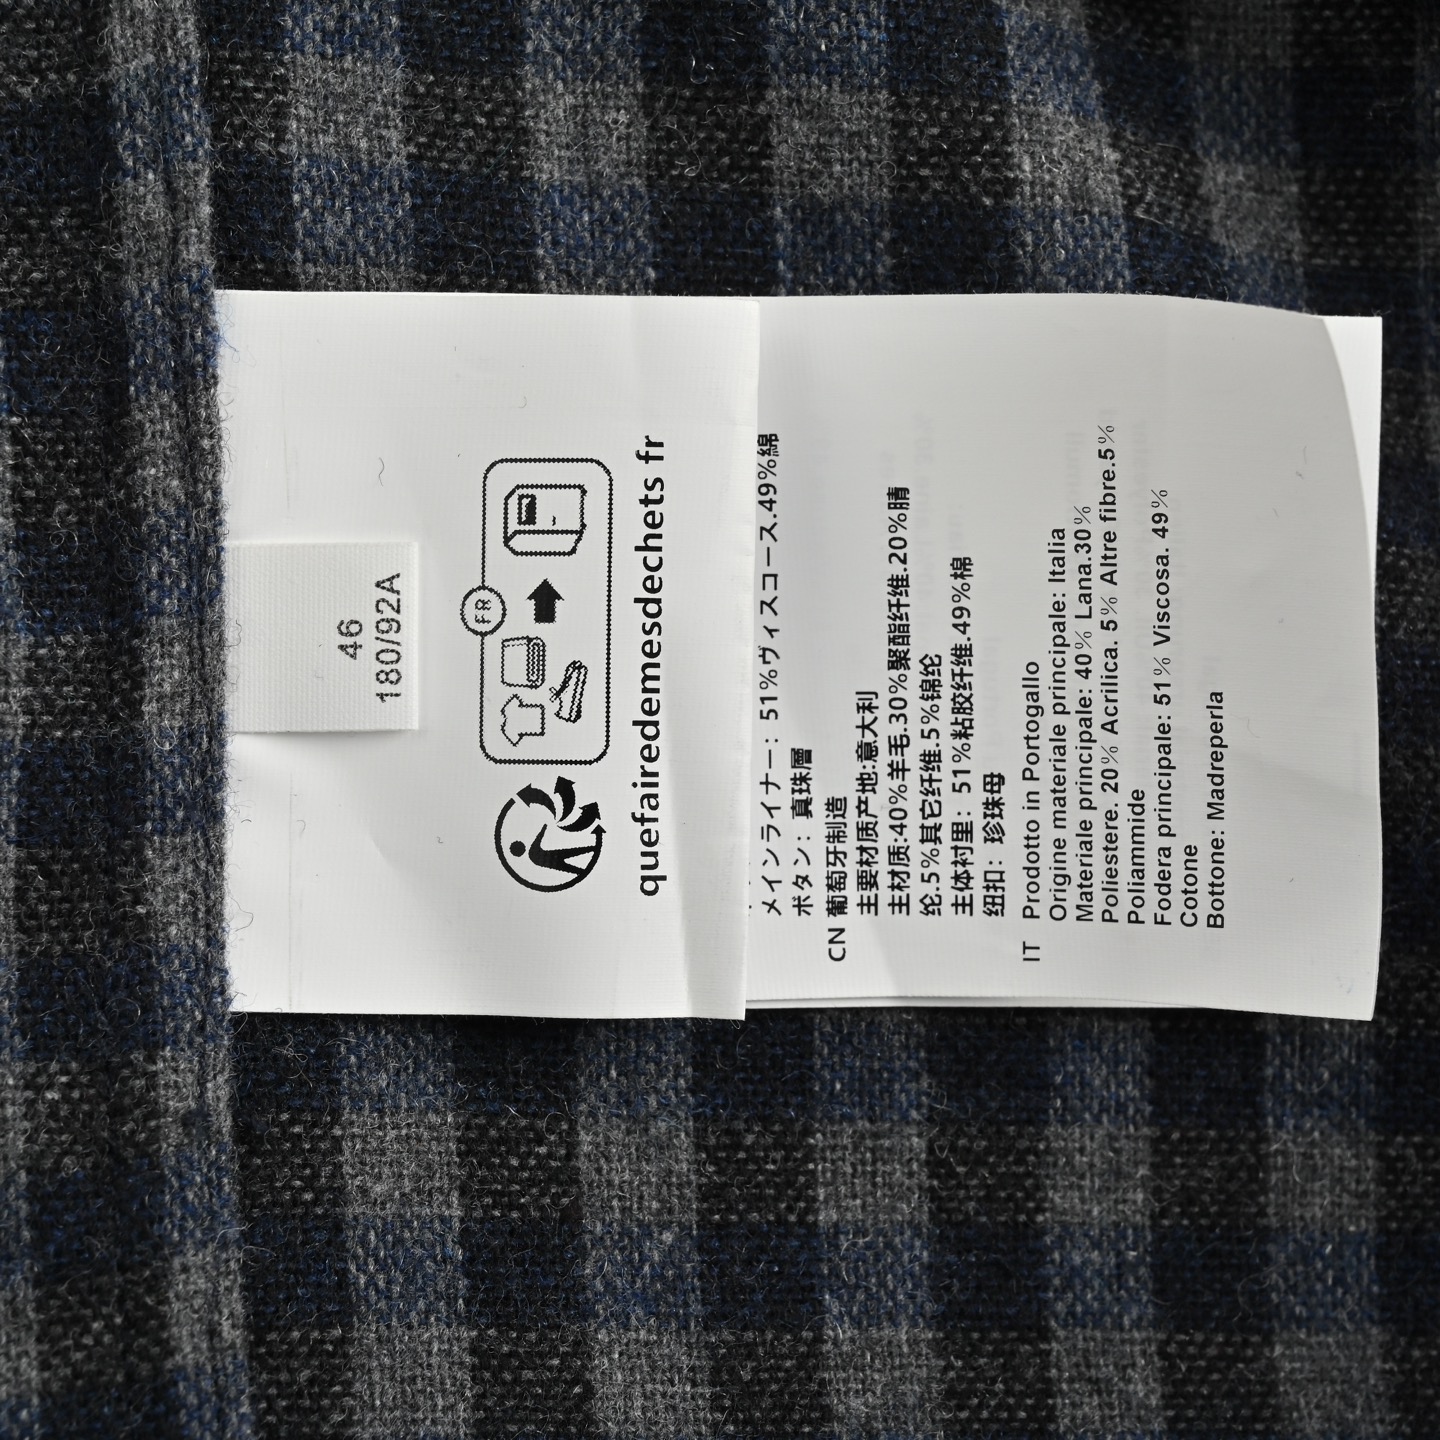 46
180/92A
FR
quefairedemesdechets fr
メインライナー: 51%ヴィスコース.49%綿
ボタン: 真珠層
CN 葡萄牙制造
主要材质产地:意大利
主材质:40%羊毛.30%聚酯纤维.20%腈
纶.5%其它纤维.5%锦纶
主体衬里: 51%粘胶纤维.49%棉
纽扣: 珍珠母
IT Prodotto in Portogallo
Origine materiale principale: Italia
Materiale principale: 40% Lana.30%
Poliestere. 20% Acrilica. 5% Altre fibre.5%
Poliammide
Fodera principale: 51% Viscosa. 49%
Cotone
Bottone: Madreperla